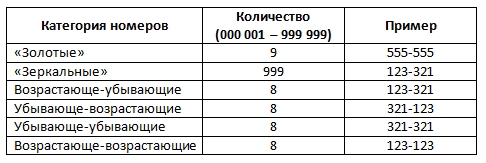 Категория номеров Количество (000 001 – 999 999) Пример
«Золотые» 9 555-555
«Зеркальные» 999 123-321
Возрастающе-убывающие 8 123-321
Убывающе-возрастающие 8 321-123
Убывающе-убывающие 8 321-321
Возрастающе-возрастающие 8 123-123